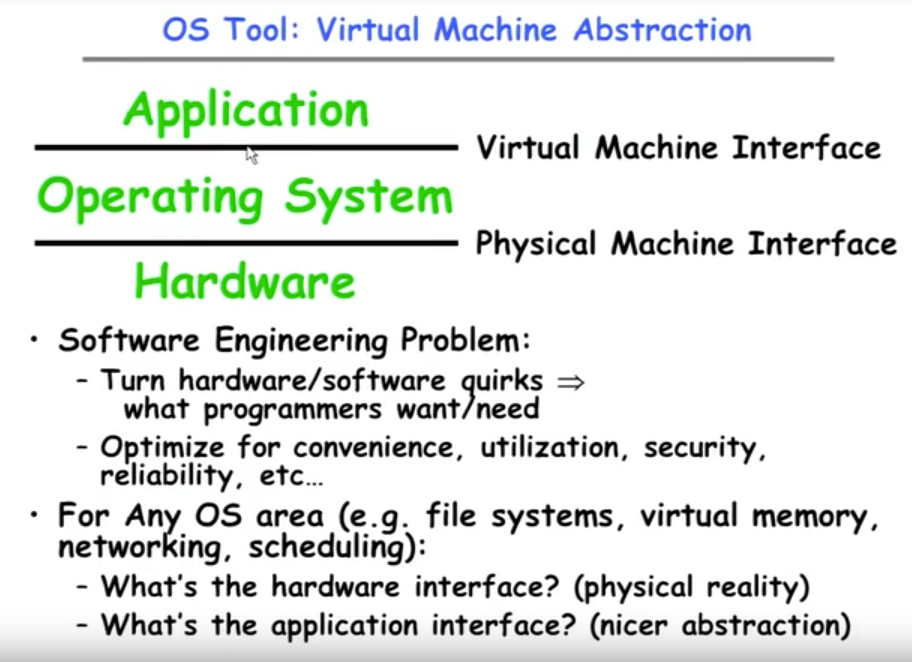 OS Tool: Virtual Machine Abstraction
Application
Virtual Machine Interface
Operating System
Physical Machine Interface
Hardware
· Software Engineering Problem:
– Turn hardware/software quirks ⇒
what programmers want/need
– Optimize for convenience, utilization, security,
reliability, etc…
· For Any OS area (e.g. file systems, virtual memory,
networking, scheduling):
– What's the hardware interface? (physical reality)
– What's the application interface? (nicer abstraction)